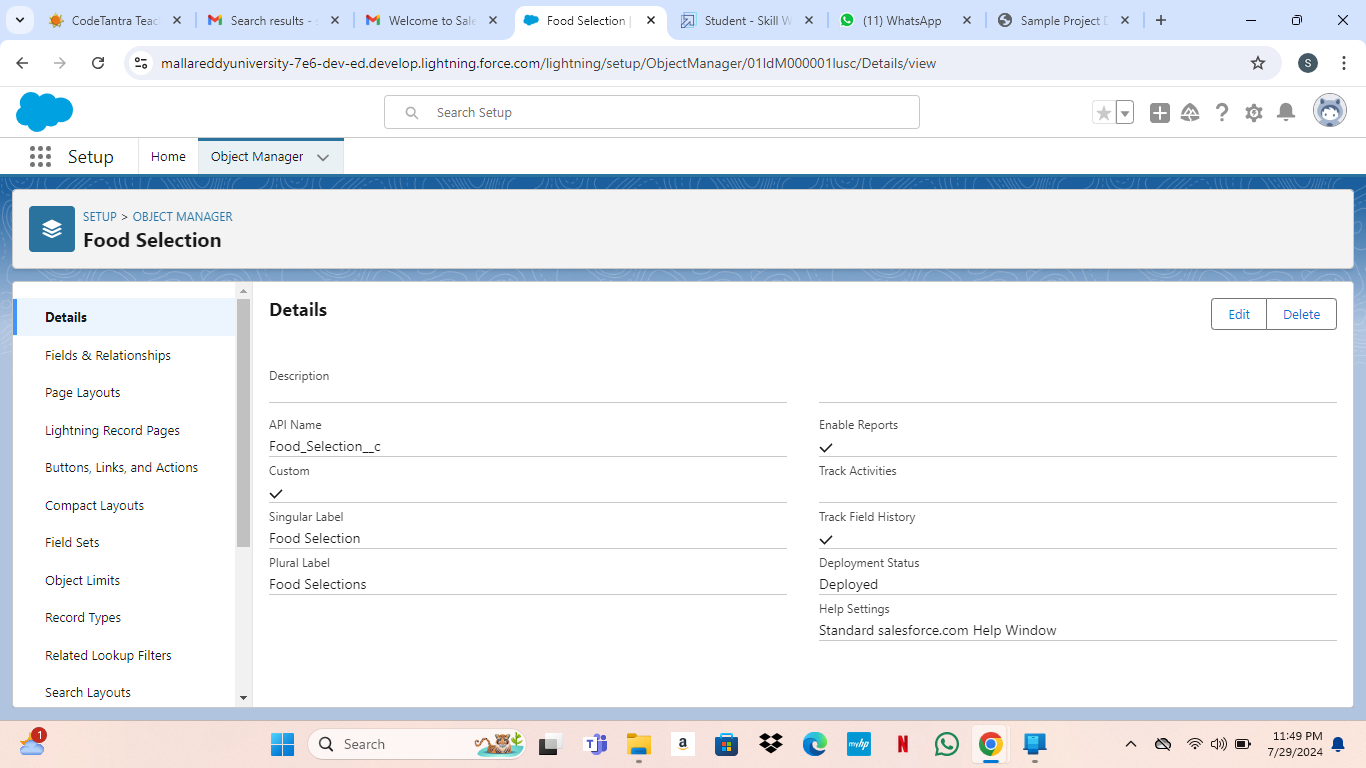 CodeTantra Teac
Search results - s
Welcome to Sale
Food Selection |
Student - Skill W
(11) WhatsApp
Sample Project D
mallareddyuniversity-7e6-dev-ed.develop.lightning.force.com/lightning/setup/ObjectManager/01IdM000001lusc/Details/view
S
Search Setup
Setup
Home
Object Manager
SETUP > OBJECT MANAGER
Food Selection
Details
Fields & Relationships
Page Layouts
Lightning Record Pages
Buttons, Links, and Actions
Compact Layouts
Field Sets
Object Limits
Record Types
Related Lookup Filters
Search Layouts
Details
Edit
Delete
Description
API Name
Food_Selection__c
Custom
Singular Label
Food Selection
Plural Label
Food Selections
Enable Reports
Track Activities
Track Field History
Deployment Status
Deployed
Help Settings
Standard salesforce.com Help Window
1
Search
11:49 PM
7/29/2024